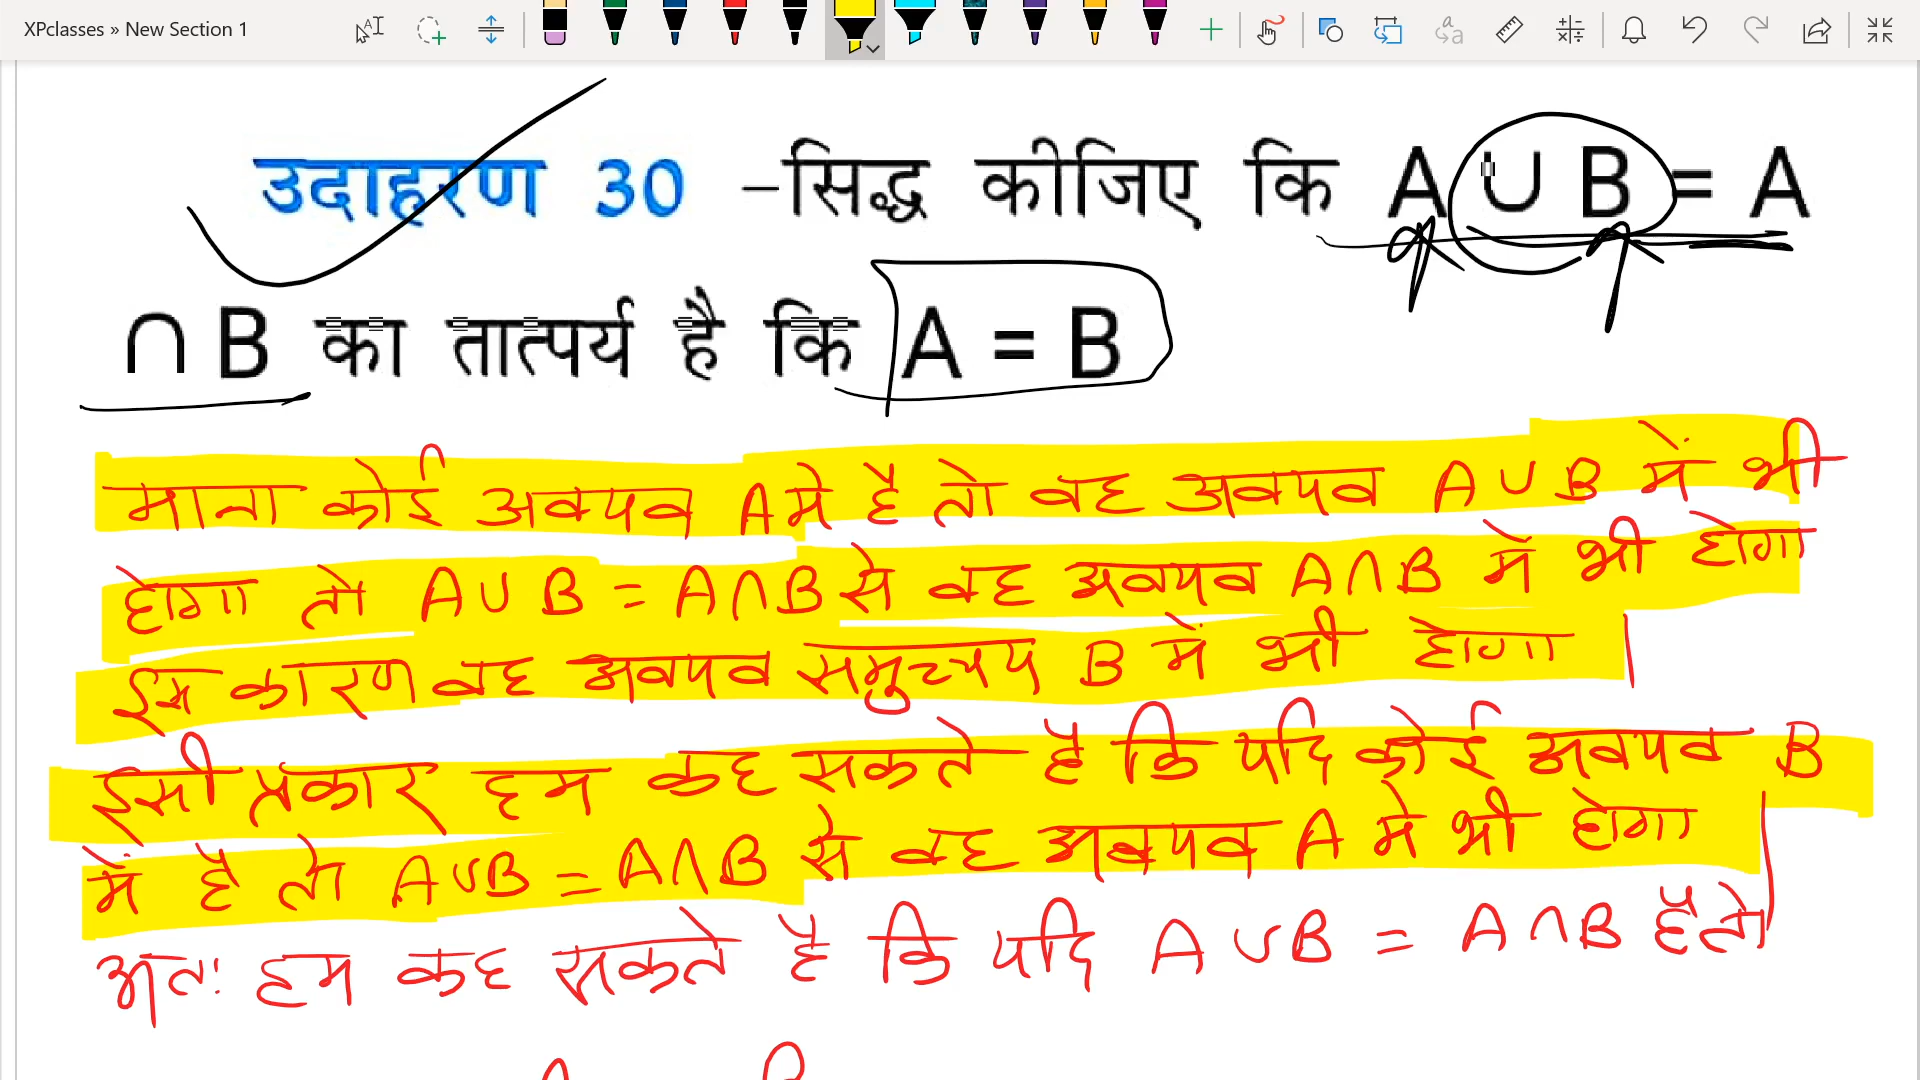 XPclasses » New Section 1
उदाहरण 30 –सिद्ध कीजिए कि A ∪ B = A
∩ B का तात्पर्य है कि A = B
माना कोई अवयव A मे है तो वह अवयव A ∪ B में भी
होगा तो A ∪ B = A ∩ B से वह अवयव A ∩ B में भी होगा
इस कारण वह अवयव समुच्चय B में भी होगा |
इसी प्रकार हम कह सकते है कि यदि कोई अवयव B
में है तो A ∪ B = A ∩ B से वह अवयव A मे भी होगा |
अतः हम कह सकते है कि यदि A ∪ B = A ∩ B है तो